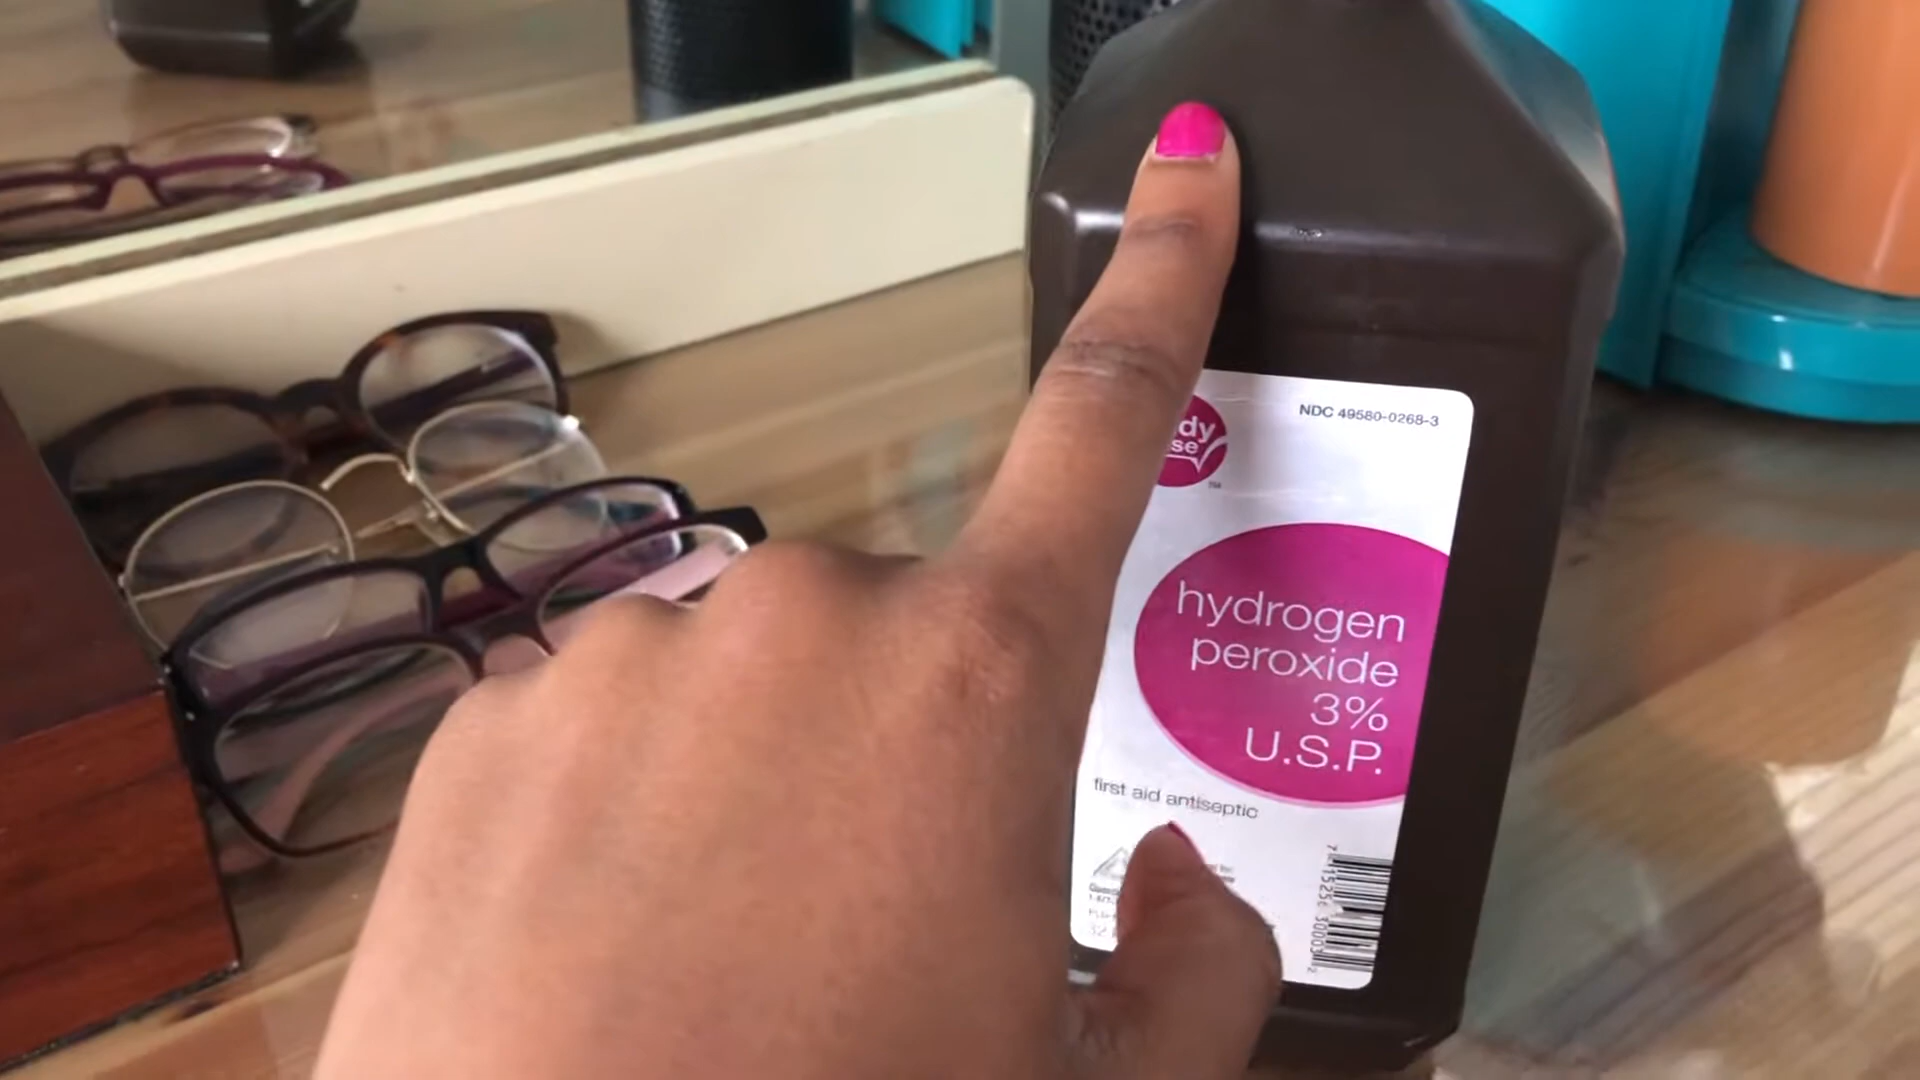 NDC 49580-0268-3
hydrogen
peroxide
3%
U.S.P.
first aid antiseptic